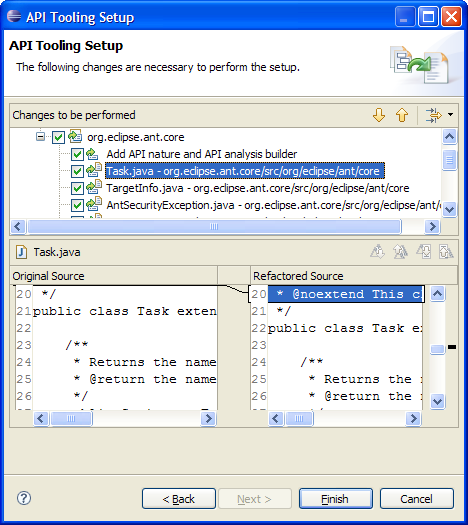 API Tooling Setup
API Tooling Setup
The following changes are necessary to perform the setup.
Changes to be performed
org.eclipse.ant.core
Add API nature and API analysis builder
Task.java - org.eclipse.ant.core/src/org/eclipse/ant/core
TargetInfo.java - org.eclipse.ant.core/src/org/eclipse/ant/core
AntSecurityException.java - org.eclipse.ant.core/src/org/eclipse/ant/
Task.java
Original Source
Refactored Source
20 */
21 public class Task exten
22
23 /**
24 * Returns the name
25 * @return the name
26 */
20 * @noextend This c
21 */
22 public class Task e
23
24 /**
25 * Returns the n
26 * @return the n
< Back
Next >
Finish
Cancel